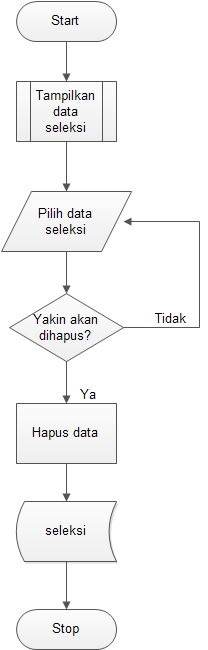 Start
Tampilkan
data
seleksi
Pilih data
seleksi
Yakin akan
dihapus?
Tidak
Ya
Hapus data
seleksi
Stop